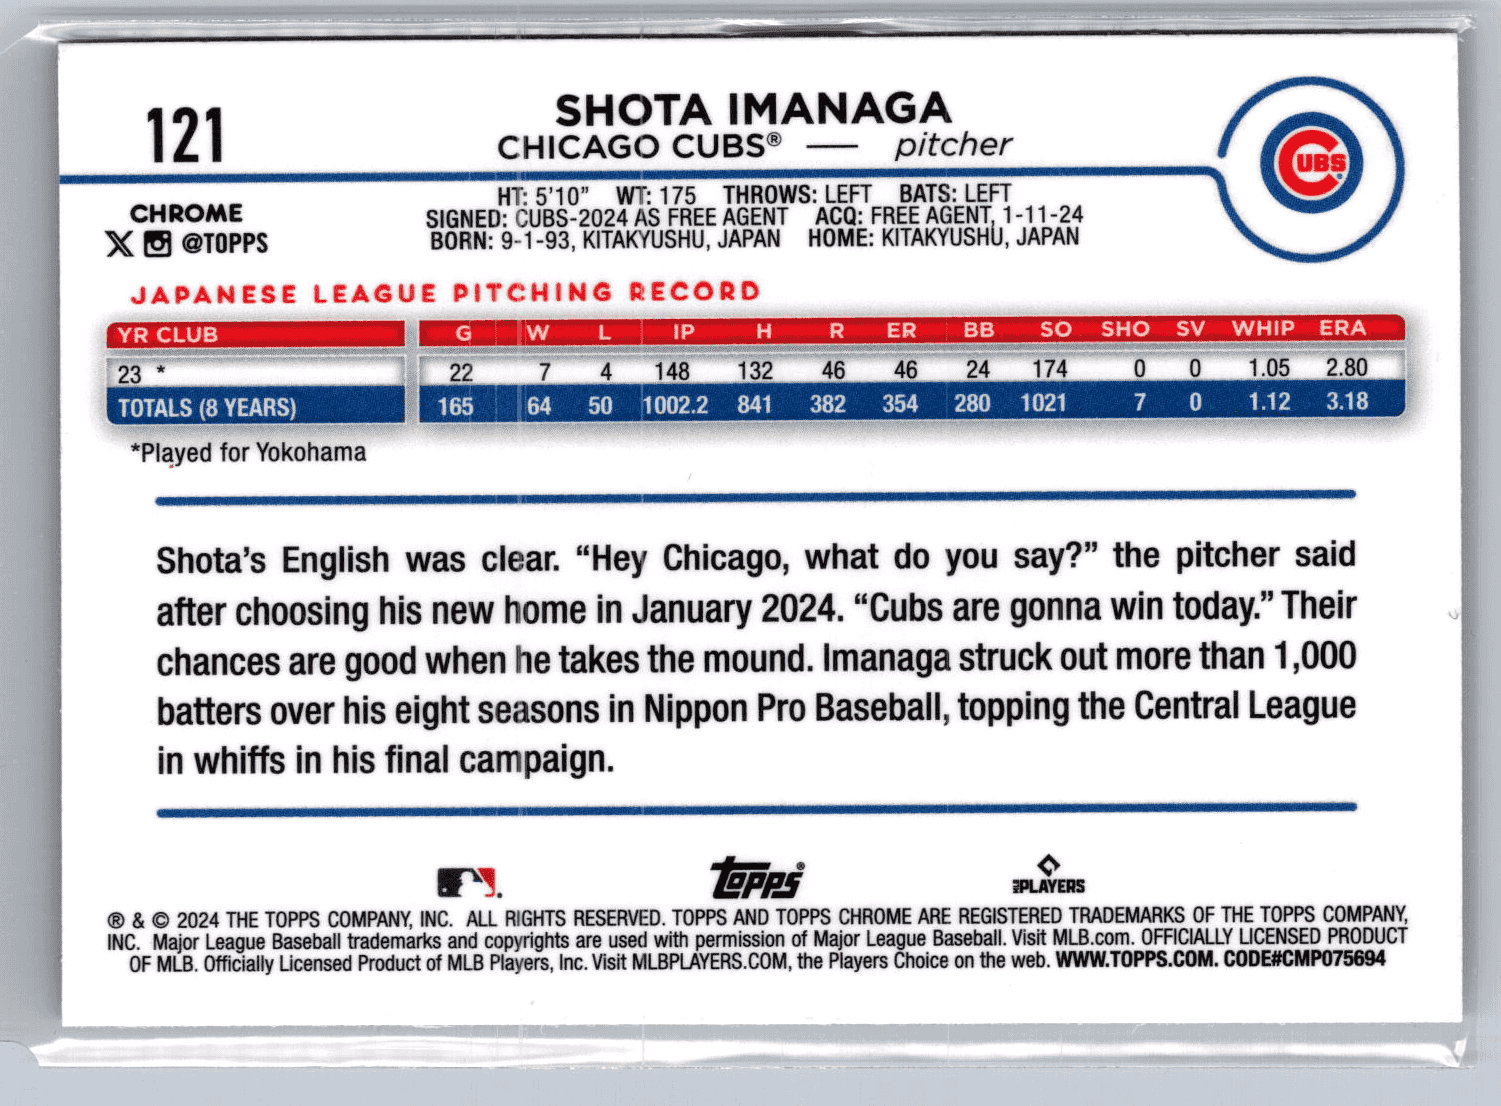 121
SHOTA IMANAGA
CHICAGO CUBS® — pitcher
CUBS®
CHROME
X @TOPPS
HT: 5'10" WT: 175 THROWS: LEFT BATS: LEFT
SIGNED: CUBS-2024 AS FREE AGENT ACQ: FREE AGENT, 1-11-24
BORN: 9-1-93, KITAKYUSHU, JAPAN HOME: KITAKYUSHU, JAPAN
JAPANESE LEAGUE PITCHING RECORD
YR CLUB G W L IP H R ER BB SO SHO SV WHIP ERA
23 * 22 7 4 148 132 46 46 24 174 0 0 1.05 2.80
TOTALS (8 YEARS) 165 64 50 1002.2 841 382 354 280 1021 7 0 1.12 3.18
*Played for Yokohama
Shota's English was clear. “Hey Chicago, what do you say?” the pitcher said
after choosing his new home in January 2024. “Cubs are gonna win today.” Their
chances are good when he takes the mound. Imanaga struck out more than 1,000
batters over his eight seasons in Nippon Pro Baseball, topping the Central League
in whiffs in his final campaign.
Topps® MLB PLAYERS
® & © 2024 THE TOPPS COMPANY, INC. ALL RIGHTS RESERVED. TOPPS AND TOPPS CHROME ARE REGISTERED TRADEMARKS OF THE TOPPS COMPANY,
INC. Major League Baseball trademarks and copyrights are used with permission of Major League Baseball. Visit MLB.com. OFFICIALLY LICENSED PRODUCT
OF MLB. Officially Licensed Product of MLB Players, Inc. Visit MLBPLAYERS.COM, the Players Choice on the web. WWW.TOPPS.COM. CODE#CMP075694